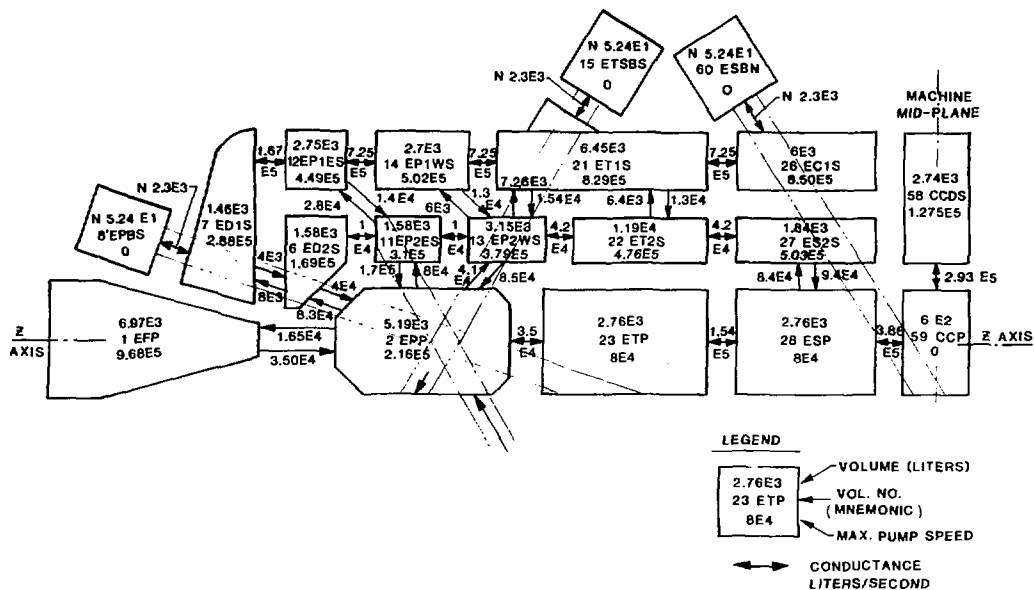 N 5.24E1
15 ETSBS
0
N 5.24E1
60 ESBN
0
N 2.3E3
N 2.3E3
MACHINE
MID-PLANE
1.67
E5
2.75E3
12EP1ES
4.49E5
7.25
E5
2.7E3
14 EP1WS
5.02E5
7.25
E5
6.45E3
21 ET1S
8.29E5
7.25
E5
6E3
26 EC1S
8.50E5
2.74E3
58 CCDS
1.275E5
N 2.3E3
N 5.24 E1
8 EPBS
0
1.46E3
7 ED1S
2.88E5
2.8E4
1.4E4
6E3
1.3
E4
7.26E3
1.54E4
6.4E3
1.3E4
1.58E3
6 ED2S
1.69E5
1
E4
1.58E3
11EP2ES
3.1E5
1
E4
3.15E3
13 EP2WS
3.79E5
4.2
E4
1.19E4
22 ET2S
4.76E5
4.2
E4
1.84E3
27 ES2S
5.03E5
4E3
8E3
4E4
8.3E4
1.7E5
8E4
4.1
E4
8.5E4
8.4E4
9.4E4
2.93 E5
Z
AXIS
6.97E3
1 EFP
9.68E5
1.65E4
3.50E4
5.19E3
2 EPP
2.16E5
3.5
E4
2.76E3
23 ETP
8E4
1.54
E5
2.76E3
28 ESP
8E4
3.86
E5
6 E2
59 CCP
0
Z AXIS
LEGEND
2.76E3
23 ETP
8E4
VOLUME (LITERS)
VOL. NO.
(MNEMONIC)
MAX. PUMP SPEED
CONDUCTANCE
LITERS/SECOND